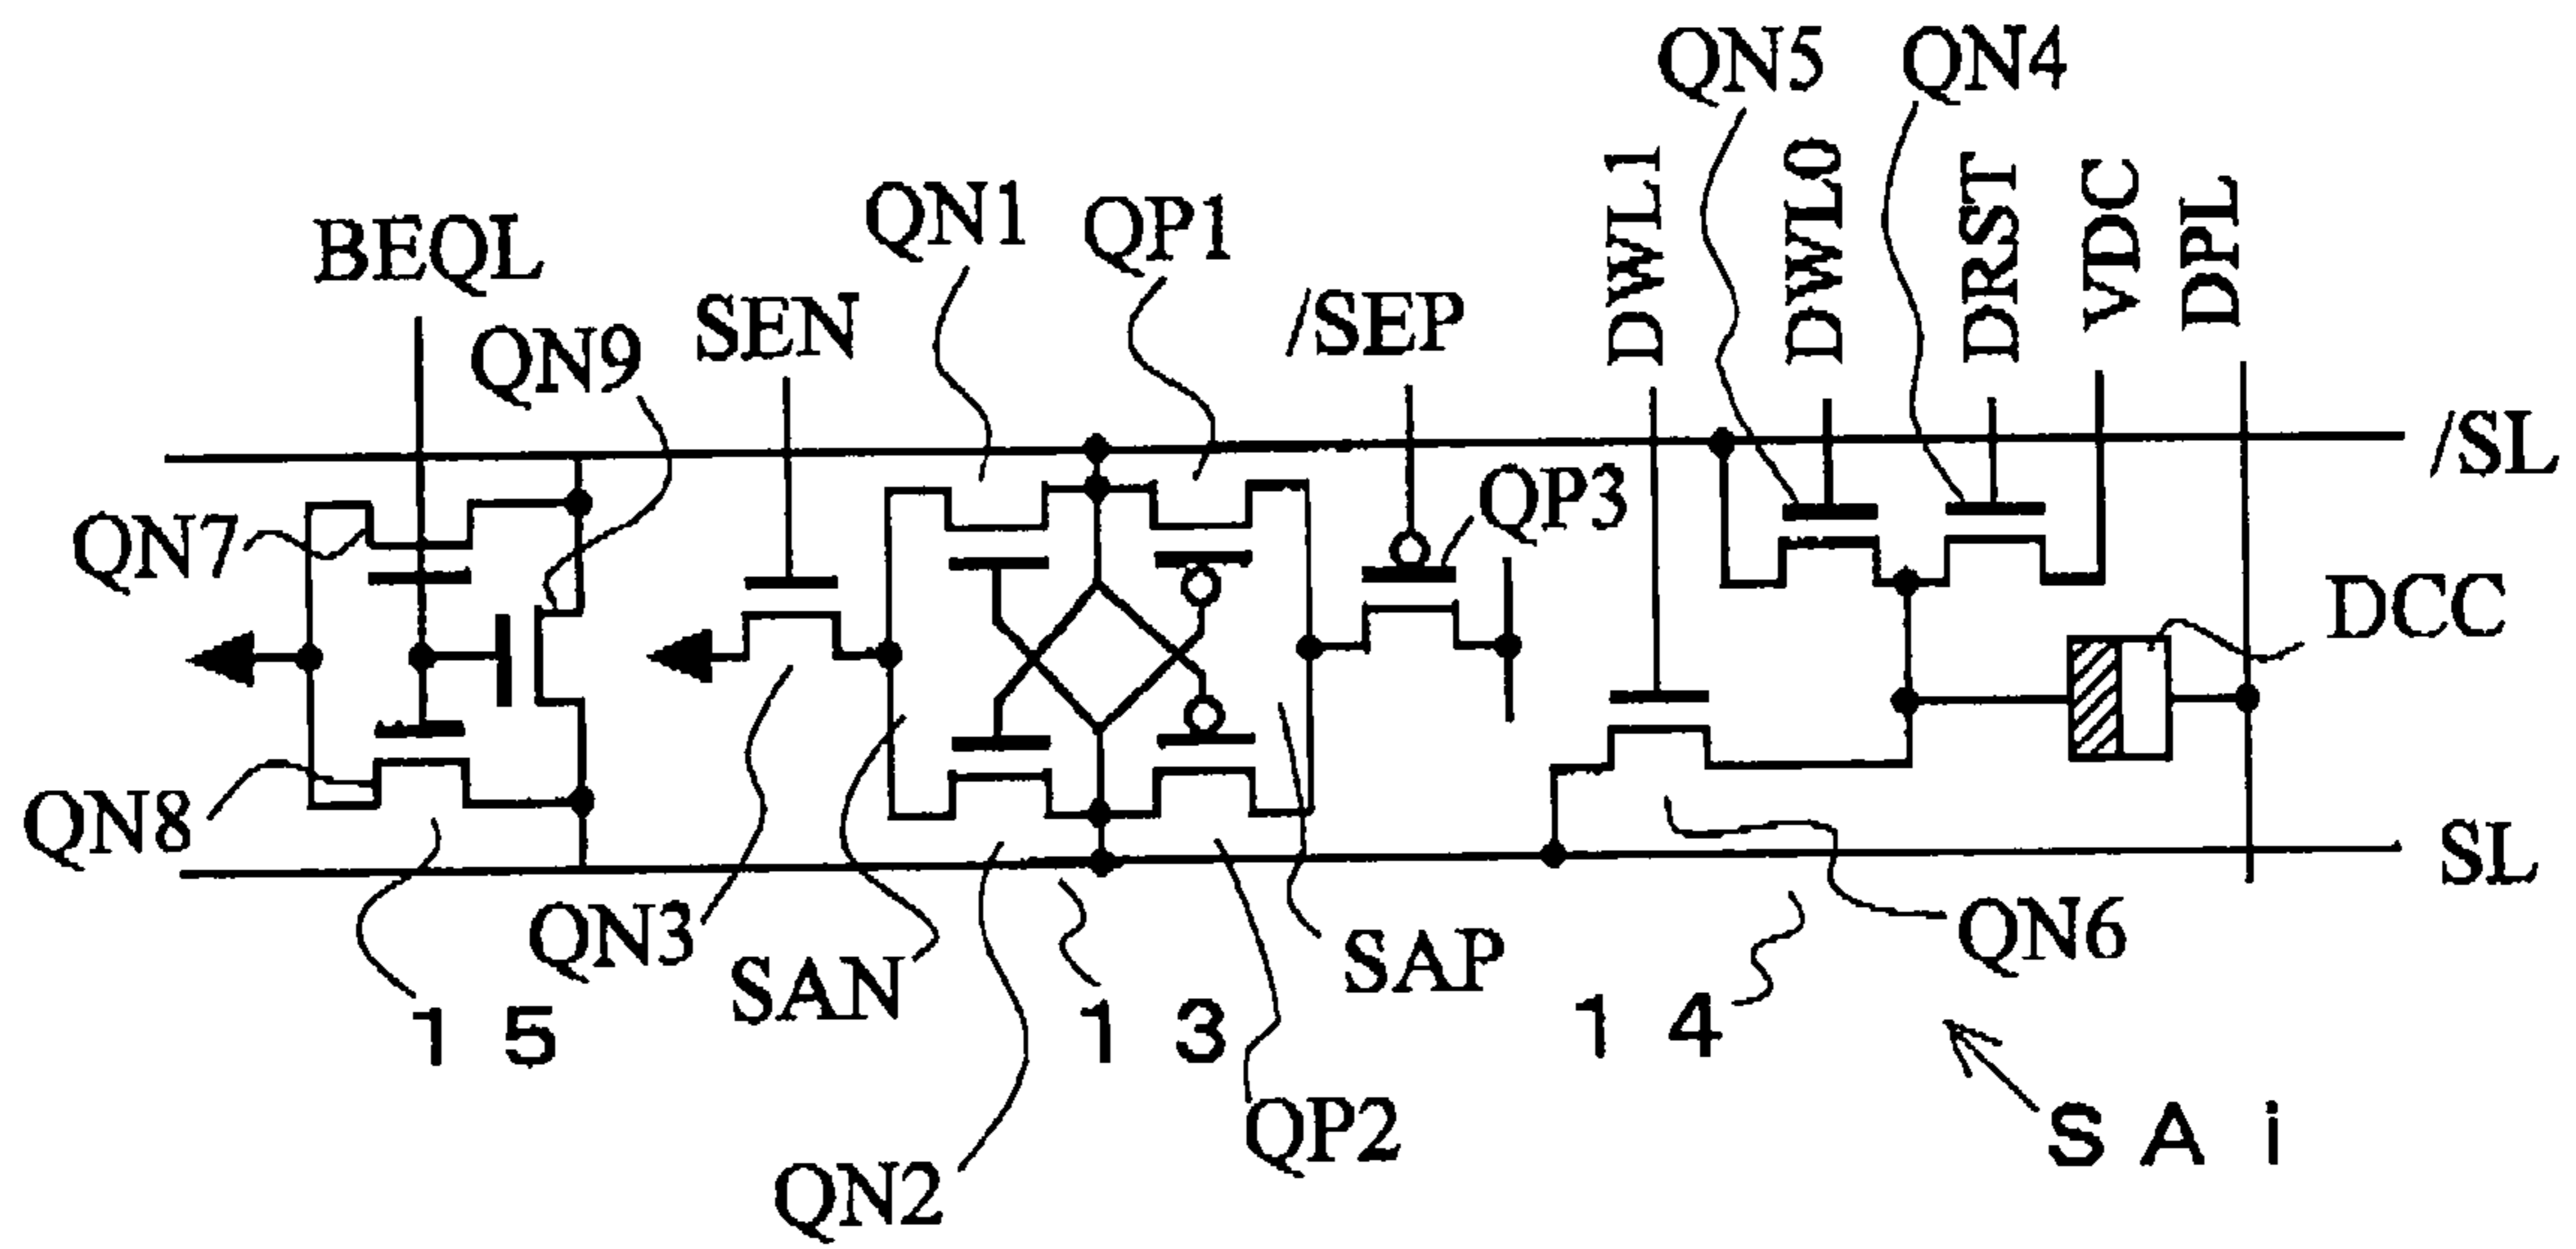 QN5
QN4
DWL1
DWL0
DRST
VDC
DPL
QN1
QP1
BEQL
SEN
/SEP
QN9
/SL
QN7
QP3
DCC
QN8
SL
QN3
SAN
SAP
QN6
15
13
14
QP2
SAi
QN2